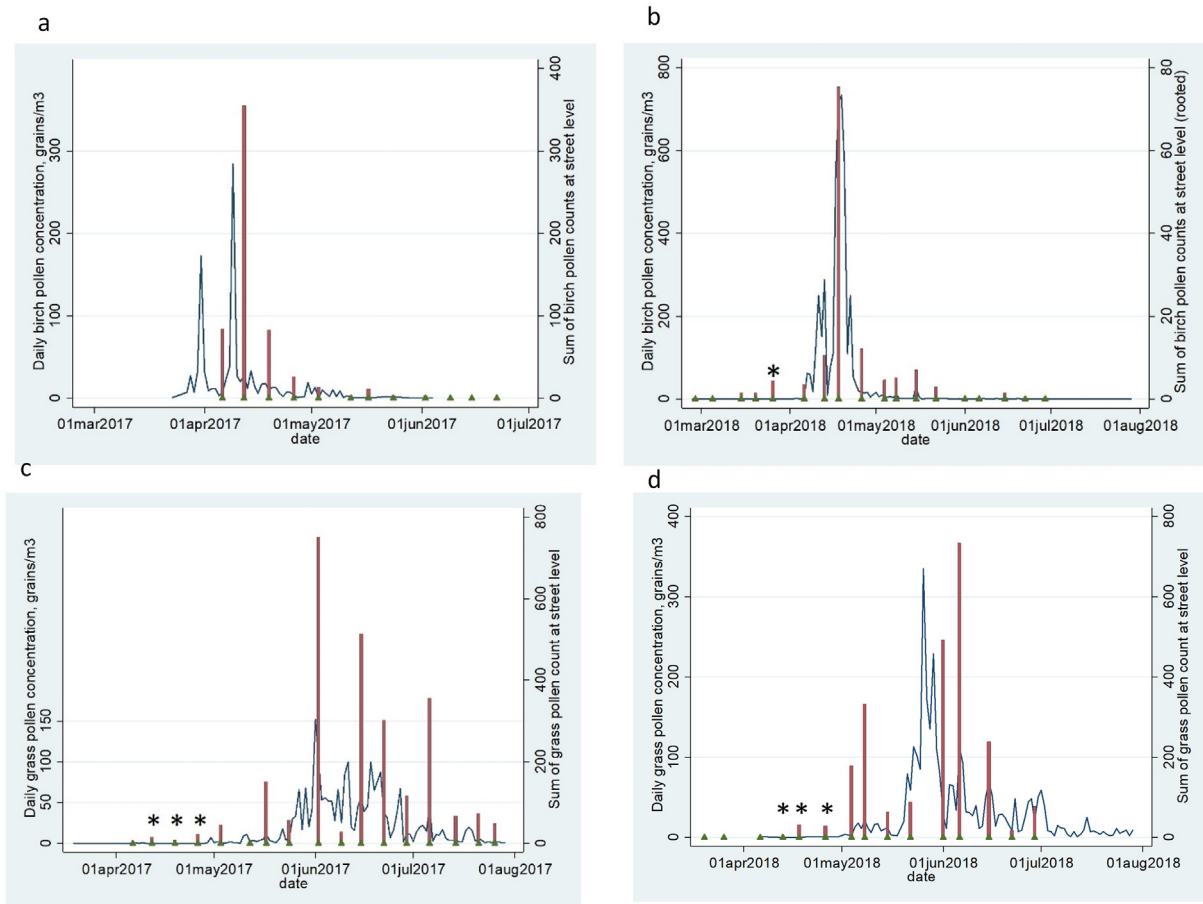 a
Daily birch pollen concentration, grains/m3
0 100 200 300
Sum of birch pollen counts at street level
0 100 200 300 400
01mar2017 01apr2017 01may2017 01jun2017 01jul2017
date
b
Daily birch pollen concentration, grains/m3
0 200 400 600 800
Sum of birch pollen counts at street level (rooted)
0 20 40 60 80
*
01mar2018 01apr2018 01may2018 01jun2018 01jul2018 01aug2018
date
c
Daily grass pollen concentration, grains/m3
0 50 100 150
Sum of grass pollen count at street level
0 200 400 600 800
* * *
01apr2017 01may2017 01jun2017 01jul2017 01aug2017
date
d
Daily grass pollen concentration, grains/m3
0 100 200 300 400
Sum of grass pollen count at street level
0 200 400 600 800
* * *
01apr2018 01may2018 01jun2018 01jul2018 01aug2018
date